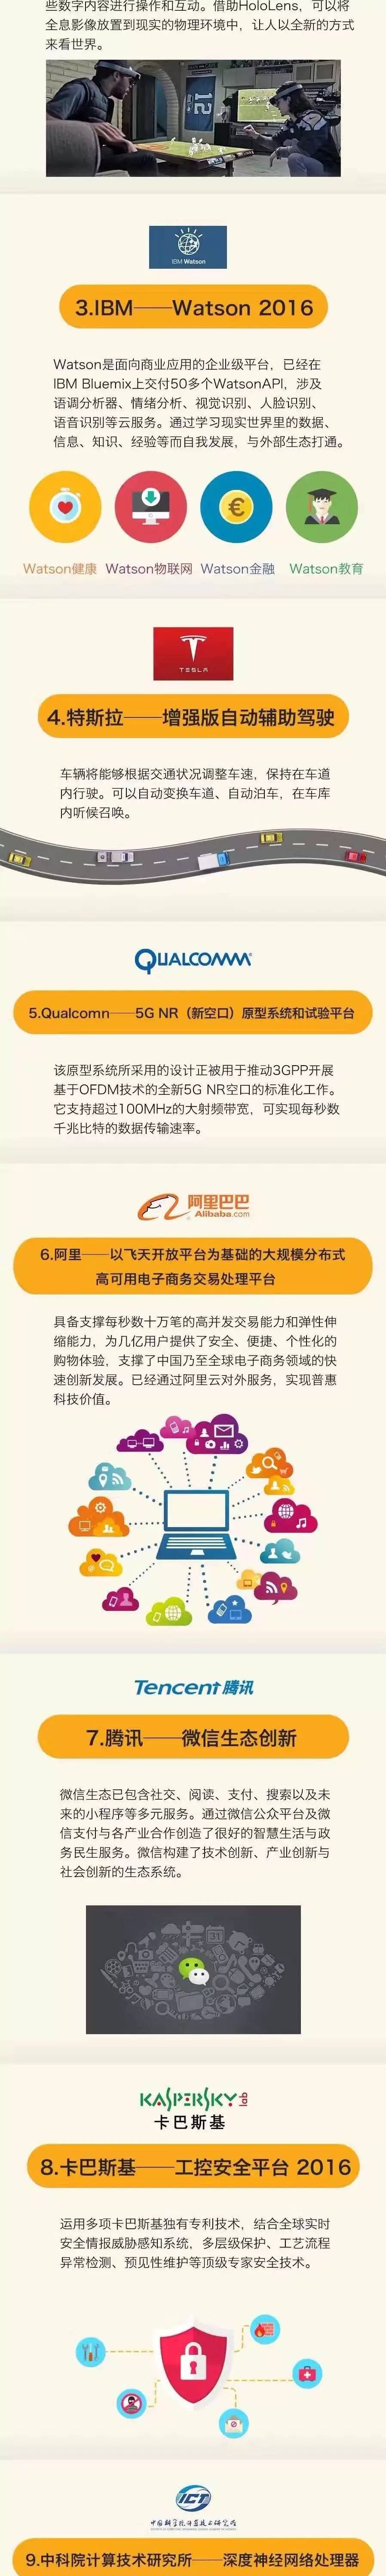 些数字内容进行操作和互动。借助HoloLens，可以将
全息影像放置到现实的物理环境中，让人以全新的方式
来看世界。
12
IBM Watson
3.IBM——Watson 2016
Watson是面向商业应用的企业级平台，已经在
IBM Bluemix上交付50多个WatsonAPI，涉及
语调分析器、情绪分析、视觉识别、人脸识别、
语音识别等云服务。通过学习现实世界里的数据、
信息、知识、经验等而自我发展，与外部生态打通。
Watson健康 Watson物联网 Watson金融 Watson教育
TESLA
4.特斯拉——增强版自动辅助驾驶
车辆将能够根据交通状况调整车速，保持在车道
内行驶。可以自动变换车道、自动泊车，在车库
内听候召唤。
QUALCOMM
5.Qualcomn——5G NR（新空口）原型系统和试验平台
该原型系统所采用的设计正被用于推动3GPP开展
基于OFDM技术的全新5G NR空口的标准化工作。
它支持超过100MHz的大射频带宽，可实现每秒数
千兆比特的数据传输速率。
阿里巴巴
Alibaba.com
6.阿里——以飞天开放平台为基础的大规模分布式
高可用电子商务交易处理平台
具备支撑每秒数十万笔的高并发交易能力和弹性伸
缩能力，为几亿用户提供了安全、便捷、个性化的
购物体验，支撑了中国乃至全球电子商务领域的快
速创新发展。已经通过阿里云对外服务，实现普惠
科技价值。
Tencent 腾讯
7.腾讯——微信生态创新
微信生态已包含社交、阅读、支付、搜索以及未
来的小程序等多元服务。通过微信公众平台及微
信支付与各产业合作创造了很好的智慧生活与政
务民生服务。微信构建了技术创新、产业创新与
社会创新的生态系统。
31
KASPERSKY lab
卡巴斯基
8.卡巴斯基——工控安全平台 2016
运用多项卡巴斯基独有专利技术，结合全球实时
安全情报威胁感知系统，多层级保护、工艺流程
异常检测、预见性维护等顶级专家安全技术。
ICT
中国科学院计算技术研究所
9.中科院计算技术研究所——深度神经网络处理器